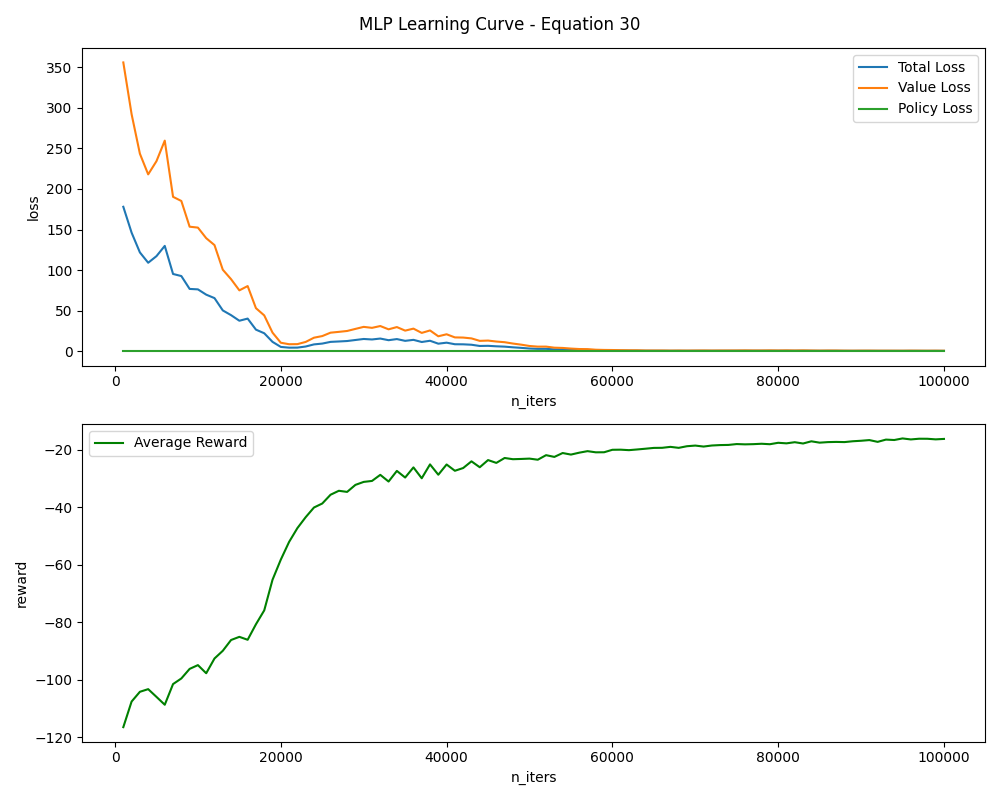 MLP Learning Curve - Equation 30
350
300
250
200
150
100
50
0
loss
Total Loss
Value Loss
Policy Loss
0 20000 40000 60000 80000 100000
n_iters
−20
−40
−60
−80
−100
−120
reward
Average Reward
0 20000 40000 60000 80000 100000
n_iters